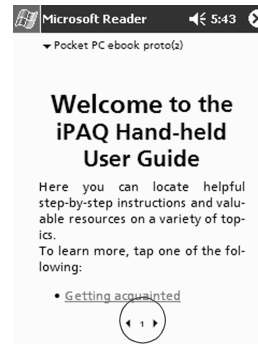 Microsoft Reader 5:43
Pocket PC ebook proto(2)
Welcome to the
iPAQ Hand-held
User Guide
Here you can locate helpful
step-by-step instructions and valu-
able resources on a variety of top-
ics.
To learn more, tap one of the fol-
lowing:
• Getting acquainted
1